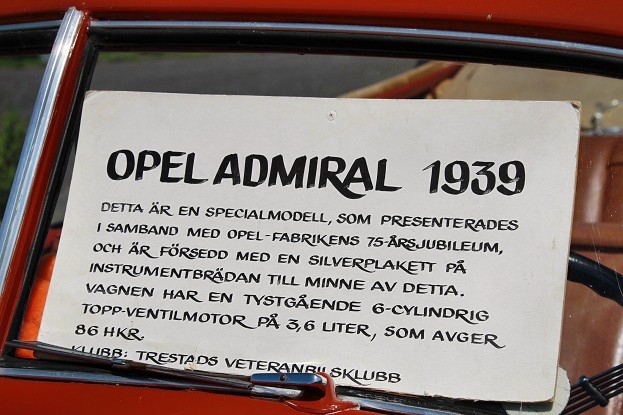 OPEL ADMIRAL 1939
DETTA ÄR EN SPECIALMODELL, SOM PRESENTERADES
I SAMBAND MED OPEL-FABRIKENS 75-ÅRSJUBILEUM,
OCH ÄR FÖRSEDD MED EN SILVERPLAKETT PÅ
INSTRUMENTBRÄDAN TILL MINNE AV DETTA.
VAGNEN HAR EN TYSTGÅENDE 6-CYLINDRIG
TOPP-VENTILMOTOR PÅ 3,6 LITER, SOM AVGER
86 HKR.
KLUBB: TRESTADS VETERANBILSKLUBB